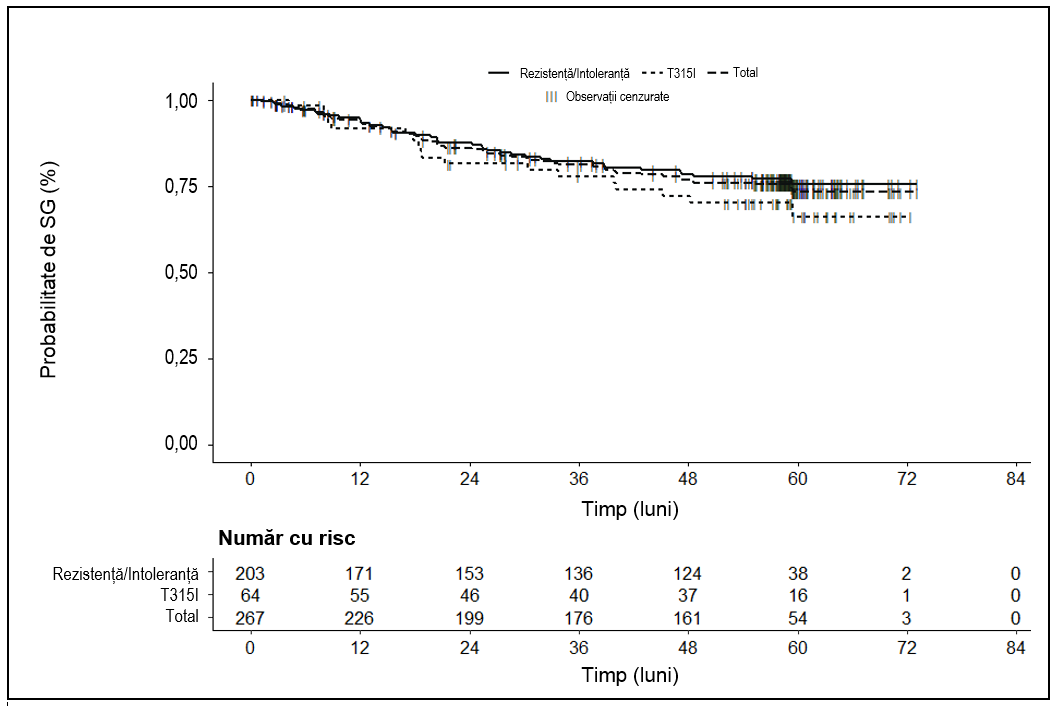 Rezistență/Intoleranță T315I Total
Observații cenzurate
Probabilitate de SG (%)
1,00
0,75
0,50
0,25
0,00
0 12 24 36 48 60 72 84
Timp (luni)
Număr cu risc
Rezistență/Intoleranță 203 171 153 136 124 38 2 0
T315I 64 55 46 40 37 16 1 0
Total 267 226 199 176 161 54 3 0
0 12 24 36 48 60 72 84
Timp (luni)